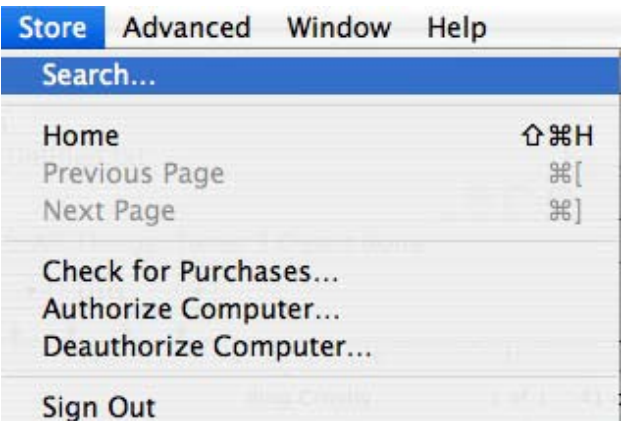 Store Advanced Window Help
Search...
Home ⇧⌘H
Previous Page ⌘[
Next Page ⌘]
Check for Purchases...
Authorize Computer...
Deauthorize Computer...
Sign Out